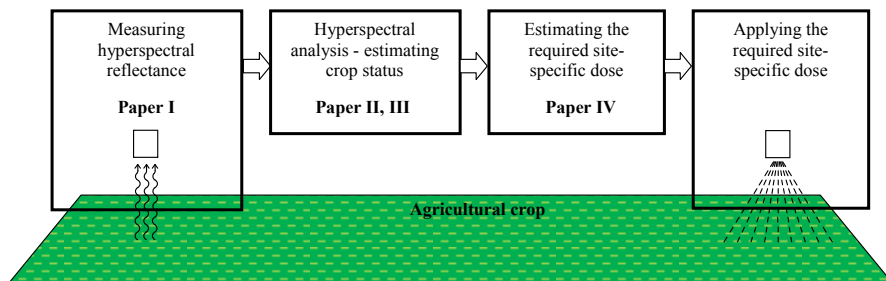 Measuring
hyperspectral
reflectance
Paper I
Hyperspectral
analysis - estimating
crop status
Paper II, III
Estimating the
required site-
specific dose
Paper IV
Applying the
required site-
specific dose
Agricultural crop